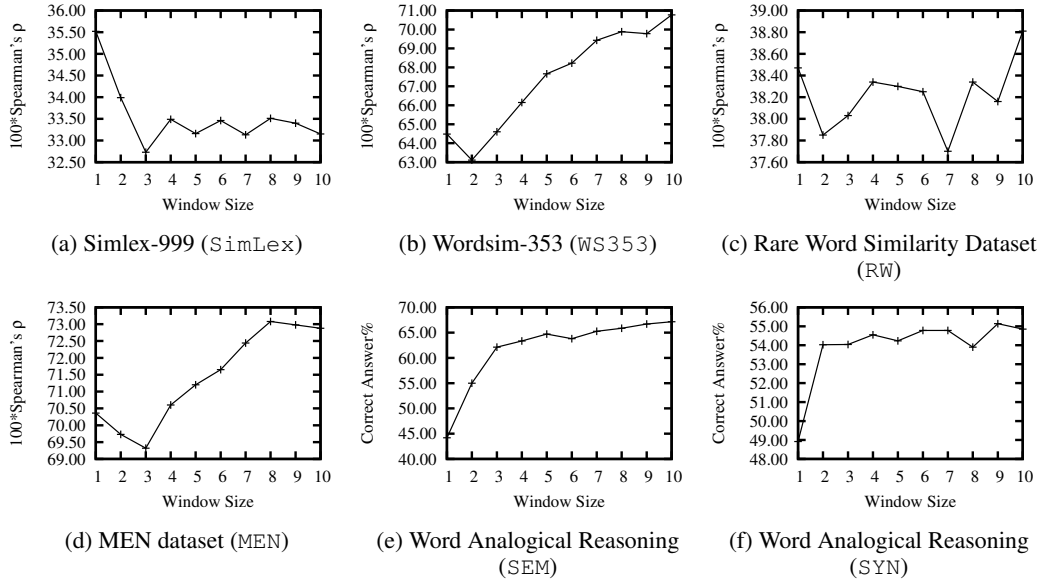 100*Spearman's ρ
36.00
35.50
35.00
34.50
34.00
33.50
33.00
32.50
1 2 3 4 5 6 7 8 9 10
Window Size
(a) Simlex-999 (SimLex)
100*Spearman's ρ
71.00
70.00
69.00
68.00
67.00
66.00
65.00
64.00
63.00
1 2 3 4 5 6 7 8 9 10
Window Size
(b) Wordsim-353 (WS353)
100*Spearman's ρ
39.00
38.80
38.60
38.40
38.20
38.00
37.80
37.60
1 2 3 4 5 6 7 8 9 10
Window Size
(c) Rare Word Similarity Dataset
(RW)
100*Spearman's ρ
73.50
73.00
72.50
72.00
71.50
71.00
70.50
70.00
69.50
69.00
1 2 3 4 5 6 7 8 9 10
Window Size
(d) MEN dataset (MEN)
Correct Answer%
70.00
65.00
60.00
55.00
50.00
45.00
40.00
1 2 3 4 5 6 7 8 9 10
Window Size
(e) Word Analogical Reasoning
(SEM)
Correct Answer%
56.00
55.00
54.00
53.00
52.00
51.00
50.00
49.00
48.00
1 2 3 4 5 6 7 8 9 10
Window Size
(f) Word Analogical Reasoning
(SYN)